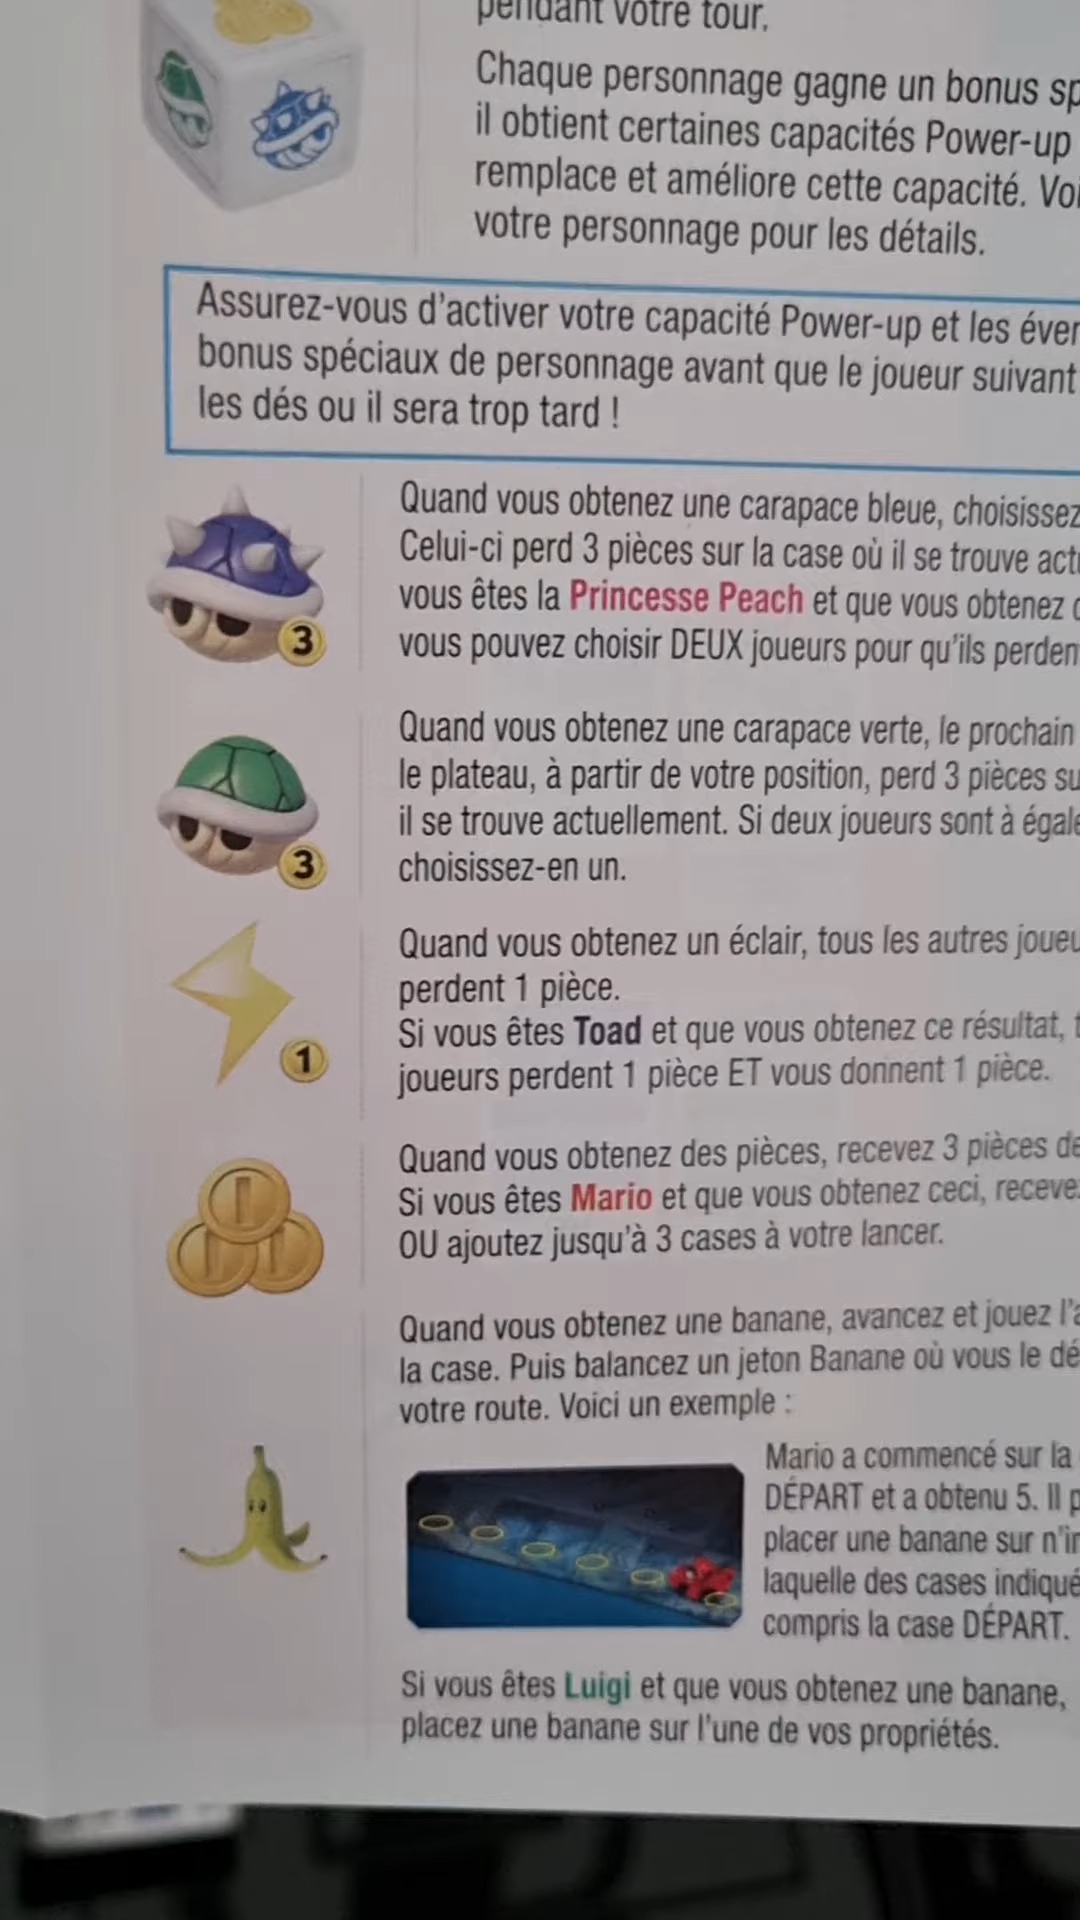 pendant votre tour.
Chaque personnage gagne un bonus
il obtient certaines capacités Power-up
remplace et améliore cette capacité.
votre personnage pour les détails.
Assurez-vous d'activer votre capacité Power-up et les
bonus spéciaux de personnage avant que le joueur suivant
les dés ou il sera trop tard !
Quand vous obtenez une carapace bleue, choisissez
Celui-ci perd 3 pièces sur la case où il se trouve
vous êtes la Princesse Peach et que vous obtenez
vous pouvez choisir DEUX joueurs pour qu'ils
3
Quand vous obtenez une carapace verte, le prochain
le plateau, à partir de votre position, perd 3 pièces
il se trouve actuellement. Si deux joueurs sont à
choisissez-en un.
3
Quand vous obtenez un éclair, tous les autres
perdent 1 pièce.
Si vous êtes Toad et que vous obtenez ce résultat,
joueurs perdent 1 pièce ET vous donnent 1 pièce.
1
Quand vous obtenez des pièces, recevez 3 pièces
Si vous êtes Mario et que vous obtenez ceci,
OU ajoutez jusqu'à 3 cases à votre lancer.
Quand vous obtenez une banane, avancez et jouez
la case. Puis balancez un jeton Banane où vous le
votre route. Voici un exemple :
Mario a commencé sur la
DÉPART et a obtenu 5. Il
placer une banane sur
laquelle des cases
compris la case DÉPART.
Si vous êtes Luigi et que vous obtenez une banane,
placez une banane sur l'une de vos propriétés.